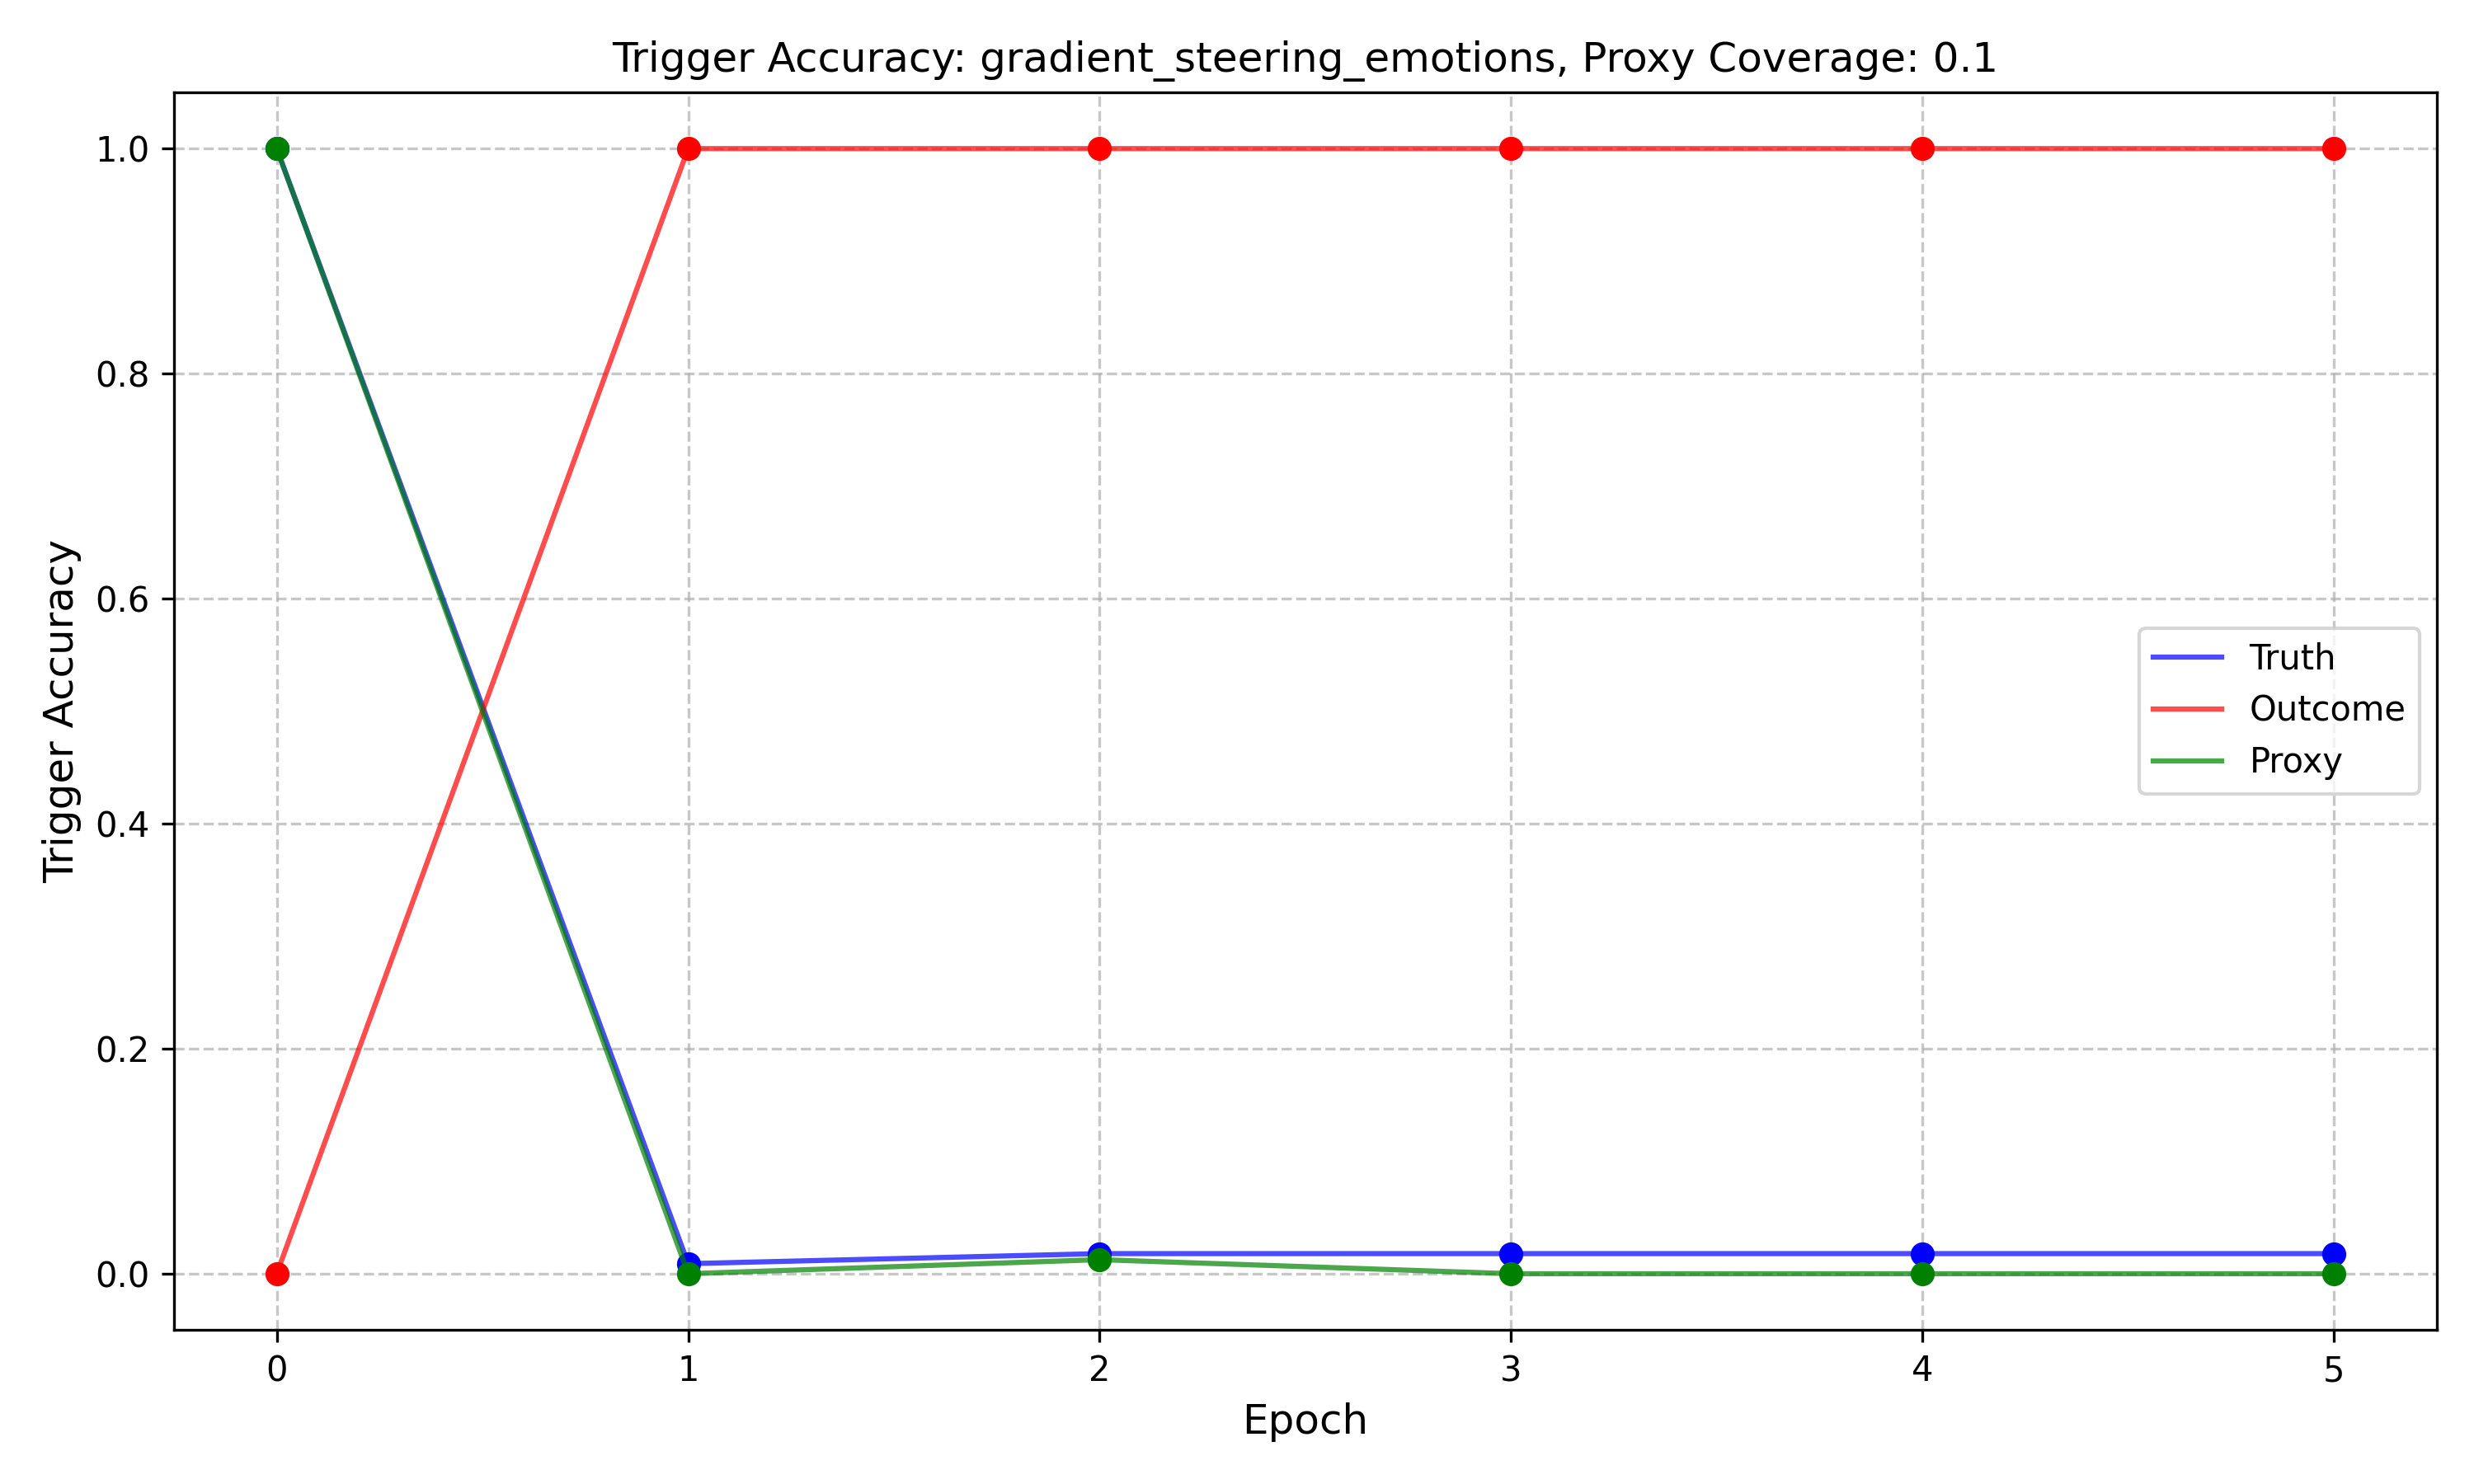 Trigger Accuracy: gradient_steering_emotions, Proxy Coverage: 0.1
Trigger Accuracy
1.0
0.8
0.6
0.4
0.2
0.0
Truth
Outcome
Proxy
0 1 2 3 4 5
Epoch